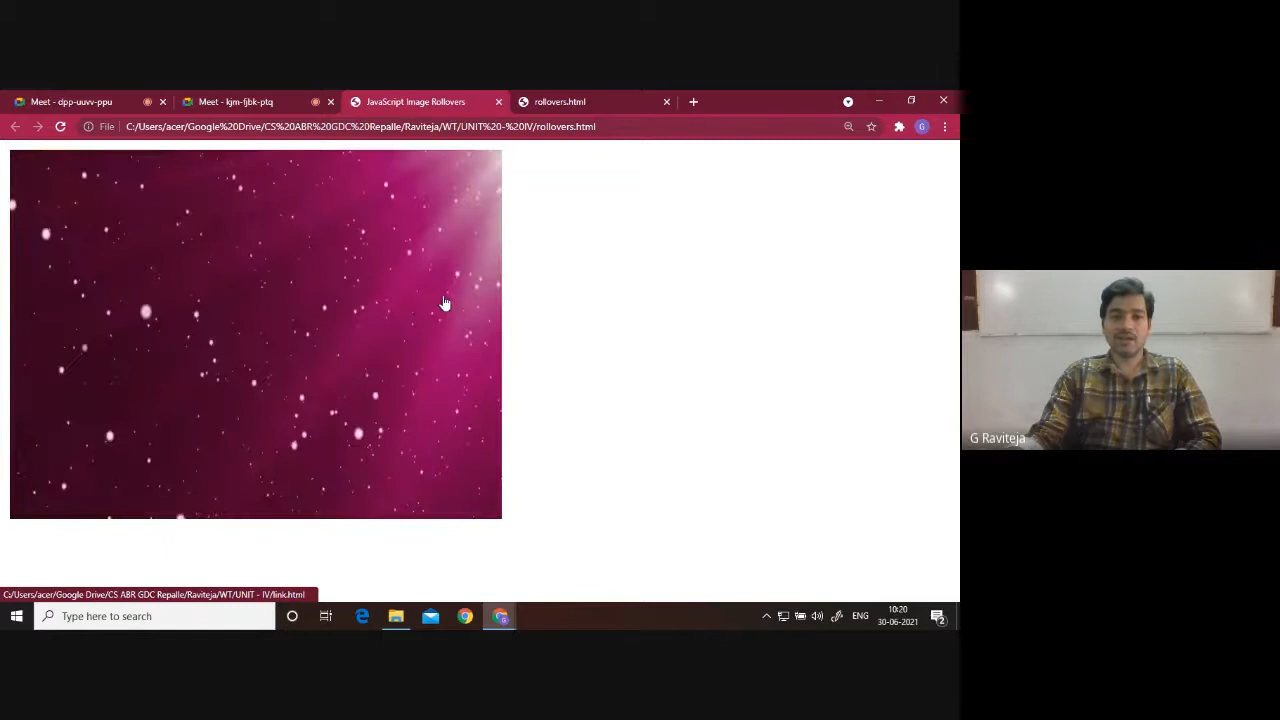 Meet - dpp-uuvv-ppu
Meet - kjm-fjbk-ptq
JavaScript Image Rollovers
rollovers.html
File
C:/Users/acer/Google%20Drive/CS%20ABR%20GDC%20Repalle/Raviteja/WT/UNIT%20-%20IV/rollovers.html
G
G Raviteja
C:/Users/acer/Google Drive/CS ABR GDC Repalle/Raviteja/WT/UNIT - IV/link.html
Type here to search
ENG
10:20
30-06-2021
2